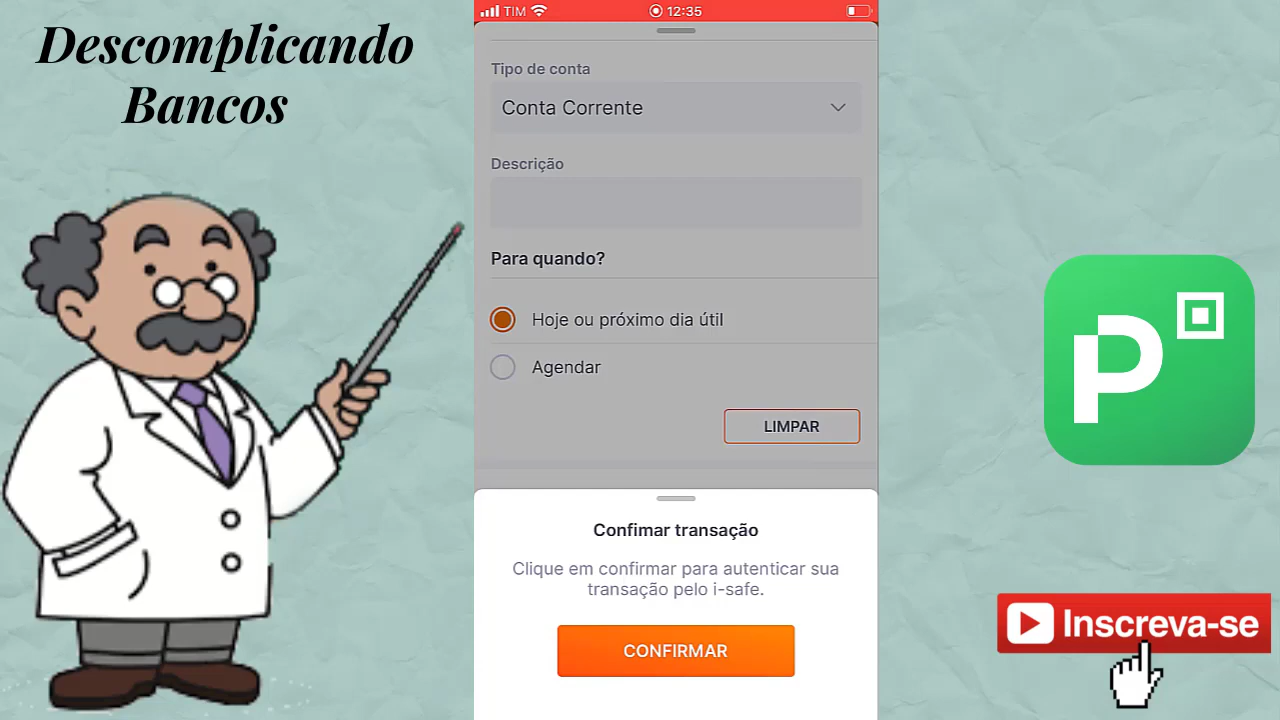 Descomplicando
Bancos
TIM
12:35
Tipo de conta
Conta Corrente
Descrição
Para quando?
Hoje ou próximo dia útil
Agendar
LIMPAR
Confimar transação
Clique em confirmar para autenticar sua
transação pelo i-safe.
CONFIRMAR
P
Inscreva-se